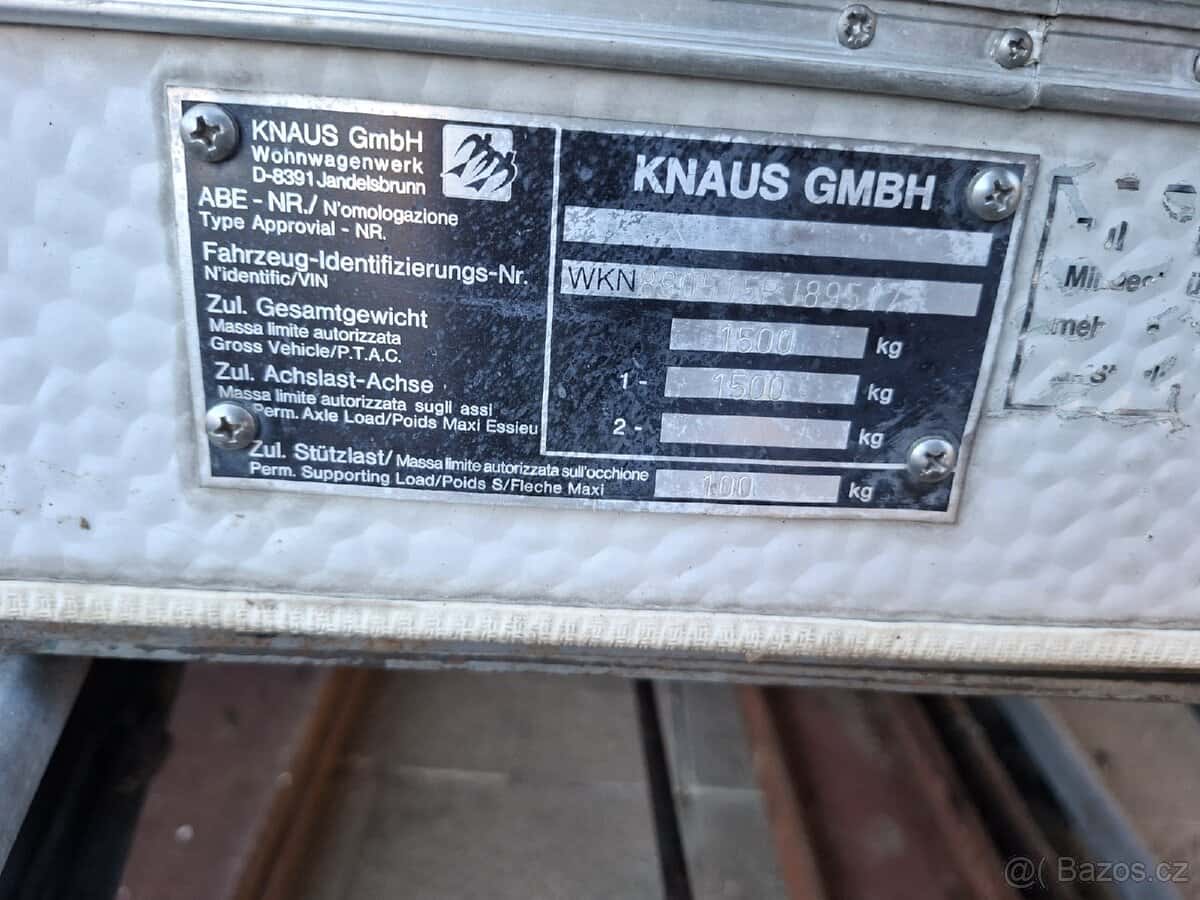 KNAUS GmbH
Wohnwagenwerk
D-8391 Jandelsbrunn
ABE - NR./ N'omologazione
Type Approvial - NR.
Fahrzeug-Identifizierungs-Nr.
N'identific/VIN
Zul. Gesamtgewicht
Massa limite autorizzata
Gross Vehicle/P.T.A.C.
Zul. Achslast-Achse
Massa limite autorizzata sugli assi
Perm. Axle Load/Poids Maxi Essieu
Zul. Stützlast/ Massa limite autorizzata sull'occhione
Perm. Supporting Load/Poids S/Fleche Maxi
KNAUS GMBH
WKN
1500 kg
1 - 1500 kg
2 - kg
100 kg
@( Bazos.cz